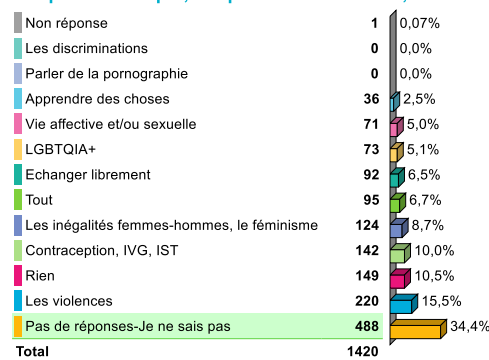 Non réponse 1 0,07%
Les discriminations 0 0,0%
Parler de la pornographie 0 0,0%
Apprendre des choses 36 2,5%
Vie affective et/ou sexuelle 71 5,0%
LGBTQIA+ 73 5,1%
Echanger librement 92 6,5%
Tout 95 6,7%
Les inégalités femmes-hommes, le féminisme 124 8,7%
Contraception, IVG, IST 142 10,0%
Rien 149 10,5%
Les violences 220 15,5%
Pas de réponses-Je ne sais pas 488 34,4%
Total 1420